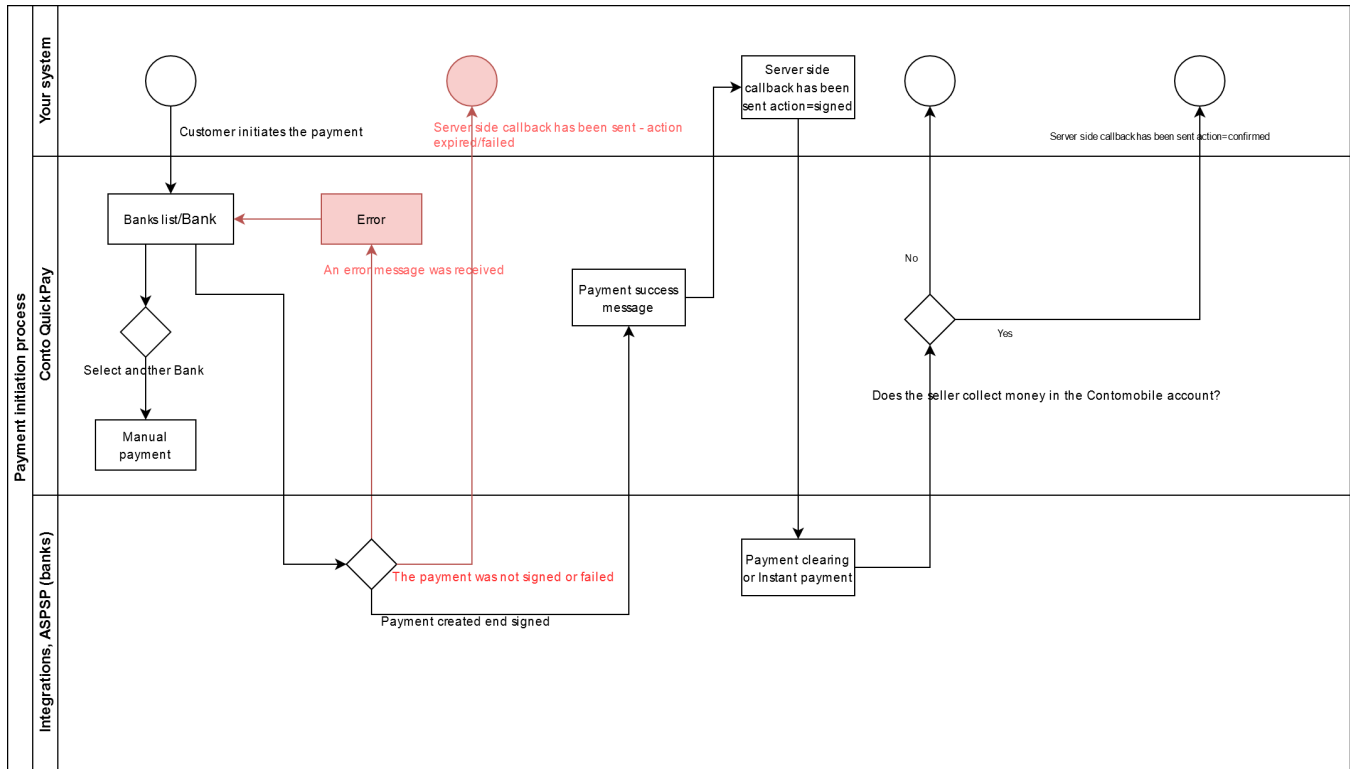 Payment initiation process
Your system
Customer initiates the payment
Server side callback has been sent - action
expired/failed
Server side
callback has been
sent action=signed
Server side callback has been sent action=confirmed
Conto QuickPay
Banks list/Bank
Error
An error message was received
Select another Bank
Manual
payment
Payment success
message
No
Yes
Does the seller collect money in the Contomobile account?
Integrations, ASPSP (banks)
The payment was not signed or failed
Payment created end signed
Payment clearing
or Instant payment